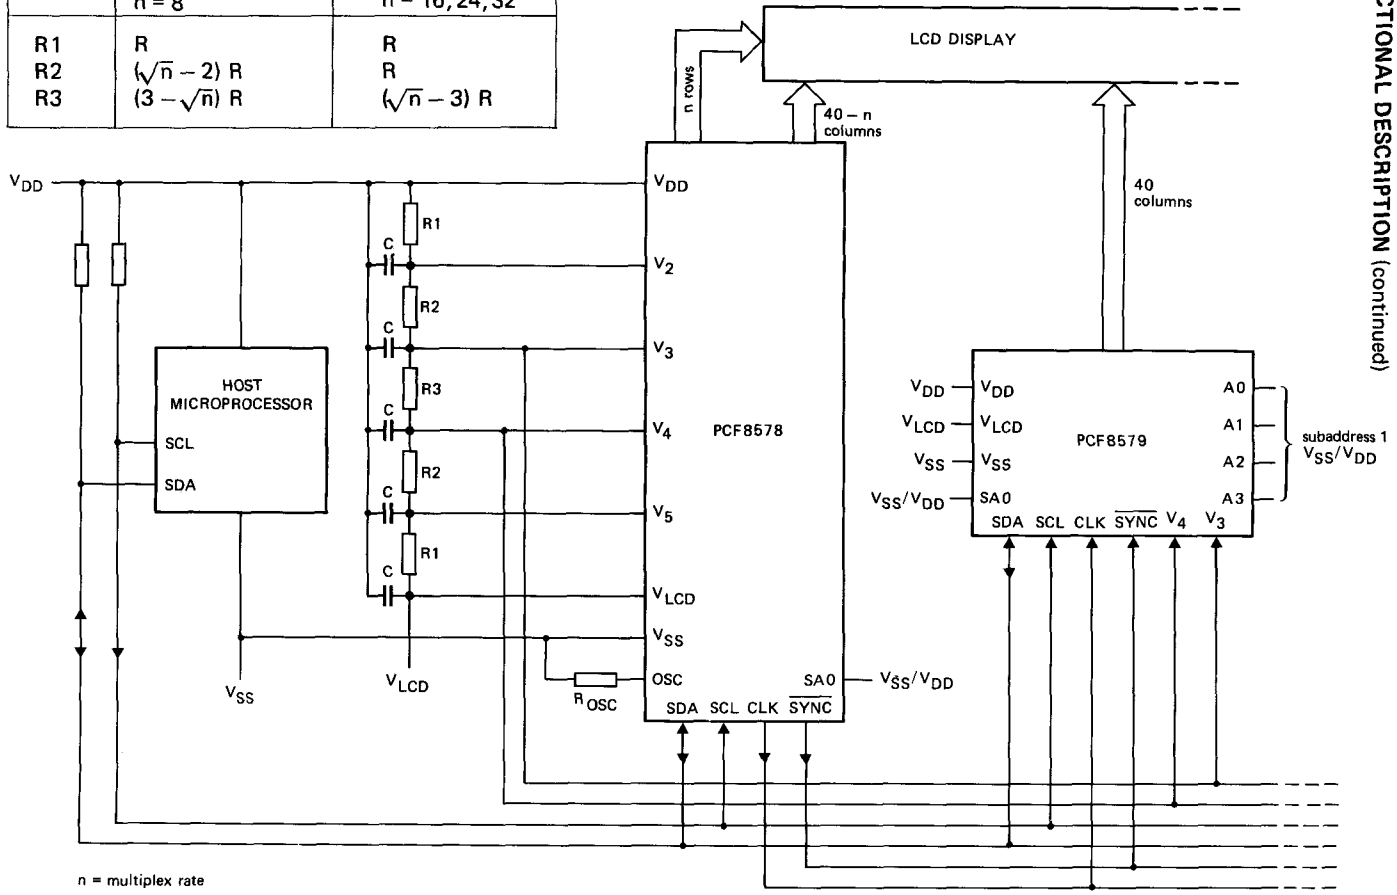 n = 8
n = 16, 24, 32
R1 R R
R2 (√n – 2) R R
R3 (3 – √n) R (√n – 3) R
LCD DISPLAY
n rows
40 – n
columns
40
columns
CTIONAL DESCRIPTION (continued)
VDD
VDD
R1
C
V2
R2
C
V3
R3
C
V4
R2
C
V5
R1
C
VLCD
VSS
OSC
ROSC
VLCD
VSS
HOST
MICROPROCESSOR
SCL
SDA
PCF8578
SA0
VSS/VDD
SDA SCL CLK SYNC
VDD VDD
VLCD VLCD
VSS VSS
VSS/VDD SA0
PCF8579
A0
A1
A2
A3
subaddress 1
VSS/VDD
SDA SCL CLK SYNC V4 V3
n = multiplex rate